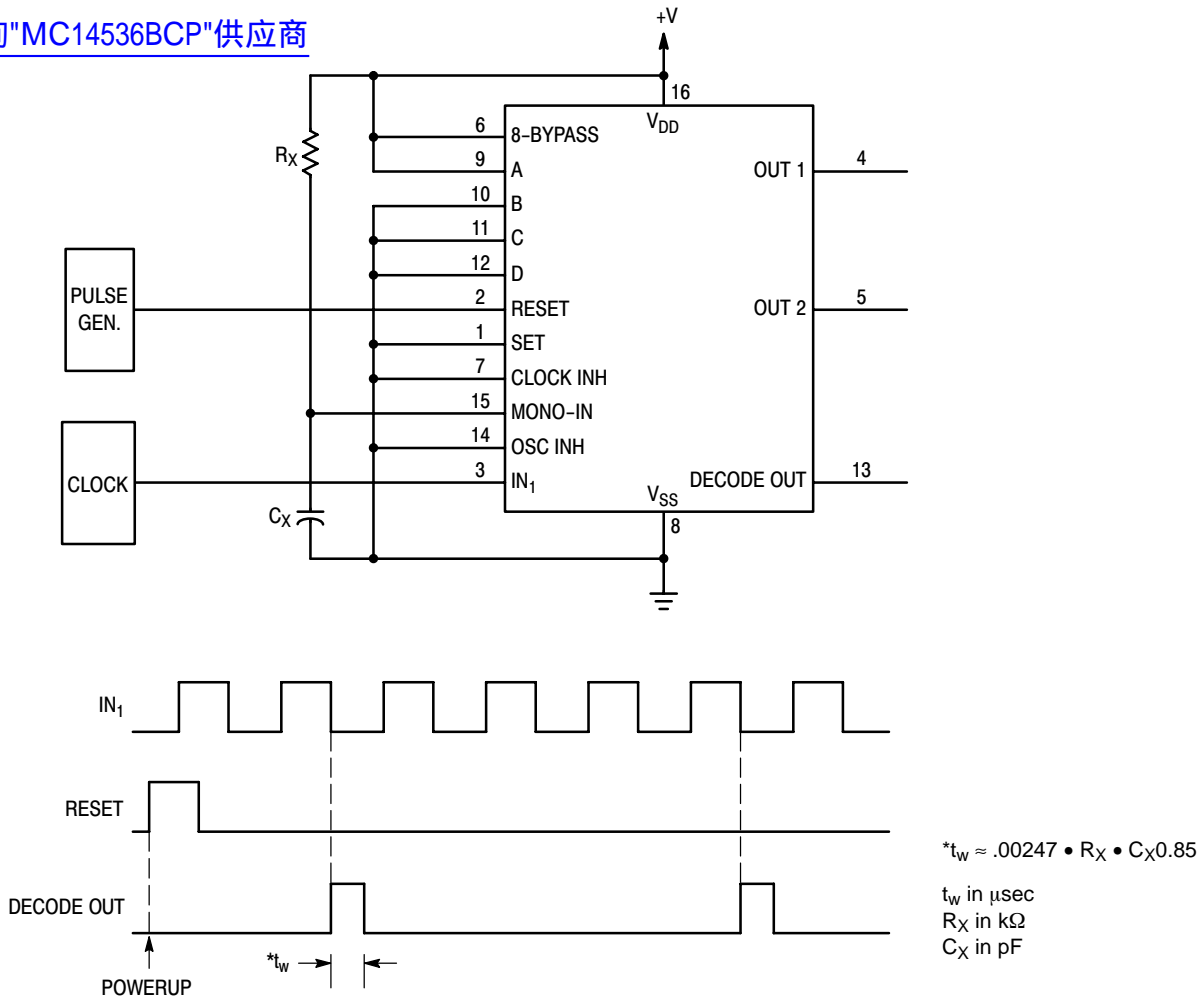 "MC14536BCP"供应商
+V
16
VDD
6
8-BYPASS
RX
9
A
OUT 1
4
10
B
11
C
12
D
PULSE
GEN.
2
RESET
OUT 2
5
1
SET
7
CLOCK INH
15
MONO-IN
14
OSC INH
CLOCK
3
IN1
DECODE OUT
13
VSS
CX
8
IN1
RESET
*tw ≈ .00247 • RX • CX0.85
tw in μsec
RX in kΩ
CX in pF
DECODE OUT
*tw
POWERUP